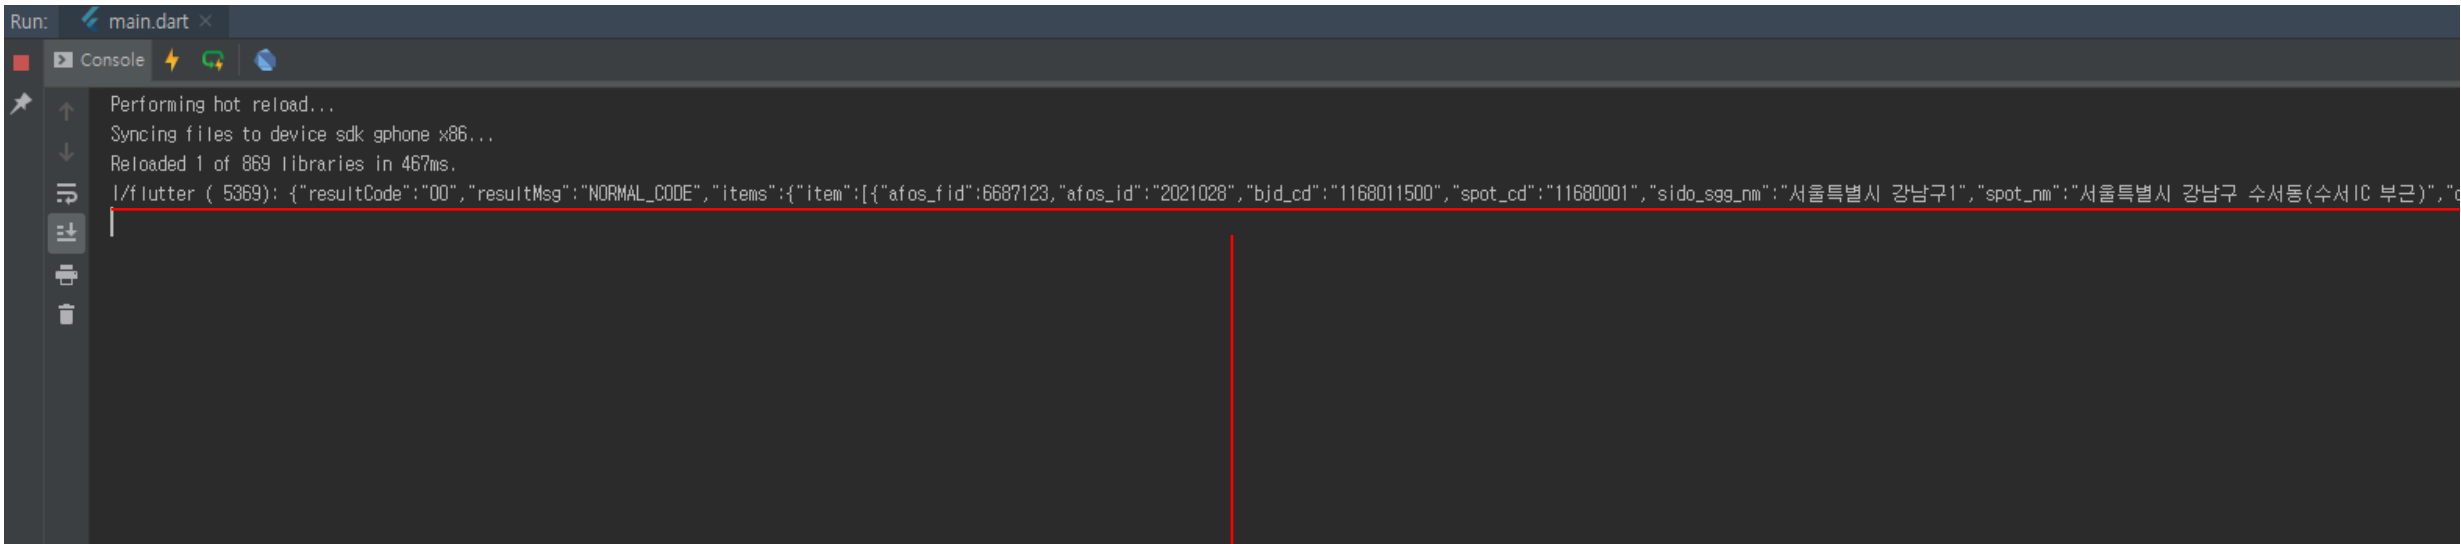 Run: main.dart
Console
Performing hot reload...
Syncing files to device sdk gphone x86...
Reloaded 1 of 869 libraries in 467ms.
I/flutter ( 5369): {"resultCode":"00","resultMsg":"NORMAL_CODE","items":{"item":[{"afos_fid":6687123,"afos_id":"2021028","bjd_cd":"1168011500","spot_cd":"11680001","sido_sgg_nm":"서울특별시 강남구1","spot_nm":"서울특별시 강남구 수서동(수서IC 부근)","